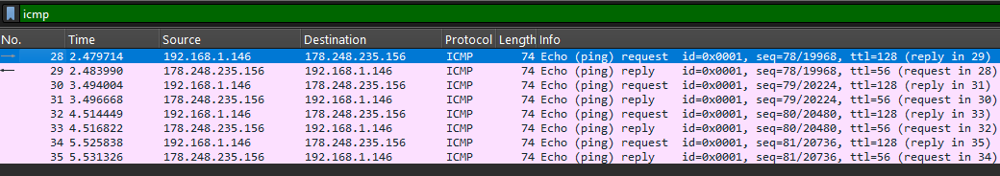 icmp
No. Time Source Destination Protocol Length Info
28 2.479714 192.168.1.146 178.248.235.156 ICMP 74 Echo (ping) request id=0x0001, seq=78/19968, ttl=128 (reply in 29)
29 2.483990 178.248.235.156 192.168.1.146 ICMP 74 Echo (ping) reply id=0x0001, seq=78/19968, ttl=56 (request in 28)
30 3.494004 192.168.1.146 178.248.235.156 ICMP 74 Echo (ping) request id=0x0001, seq=79/20224, ttl=128 (reply in 31)
31 3.496668 178.248.235.156 192.168.1.146 ICMP 74 Echo (ping) reply id=0x0001, seq=79/20224, ttl=56 (request in 30)
32 4.514449 192.168.1.146 178.248.235.156 ICMP 74 Echo (ping) request id=0x0001, seq=80/20480, ttl=128 (reply in 33)
33 4.516822 178.248.235.156 192.168.1.146 ICMP 74 Echo (ping) reply id=0x0001, seq=80/20480, ttl=56 (request in 32)
34 5.525838 192.168.1.146 178.248.235.156 ICMP 74 Echo (ping) request id=0x0001, seq=81/20736, ttl=128 (reply in 35)
35 5.531326 178.248.235.156 192.168.1.146 ICMP 74 Echo (ping) reply id=0x0001, seq=81/20736, ttl=56 (request in 34)